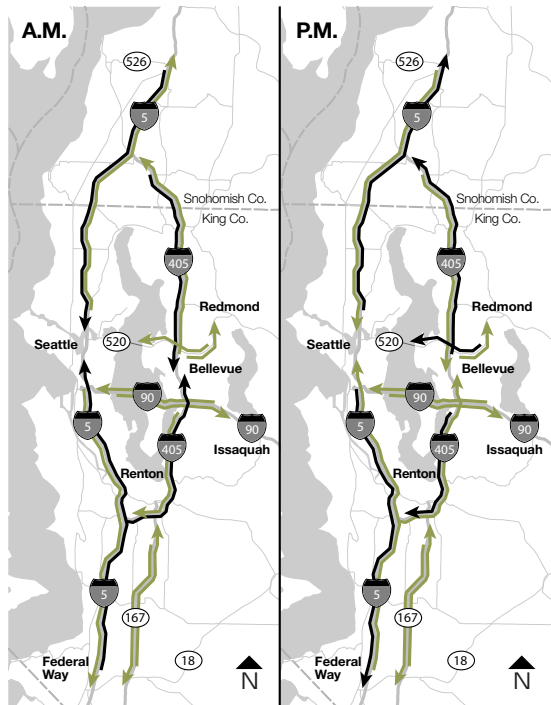 A.M.
526
5
Snohomish Co.
King Co.
405
Redmond
520
Seattle
Bellevue
90
5
90
405
Issaquah
Renton
5
167
Federal
Way
18
N
P.M.
526
5
Snohomish Co.
King Co.
405
Redmond
520
Seattle
Bellevue
90
5
90
405
Issaquah
Renton
5
167
Federal
Way
18
N